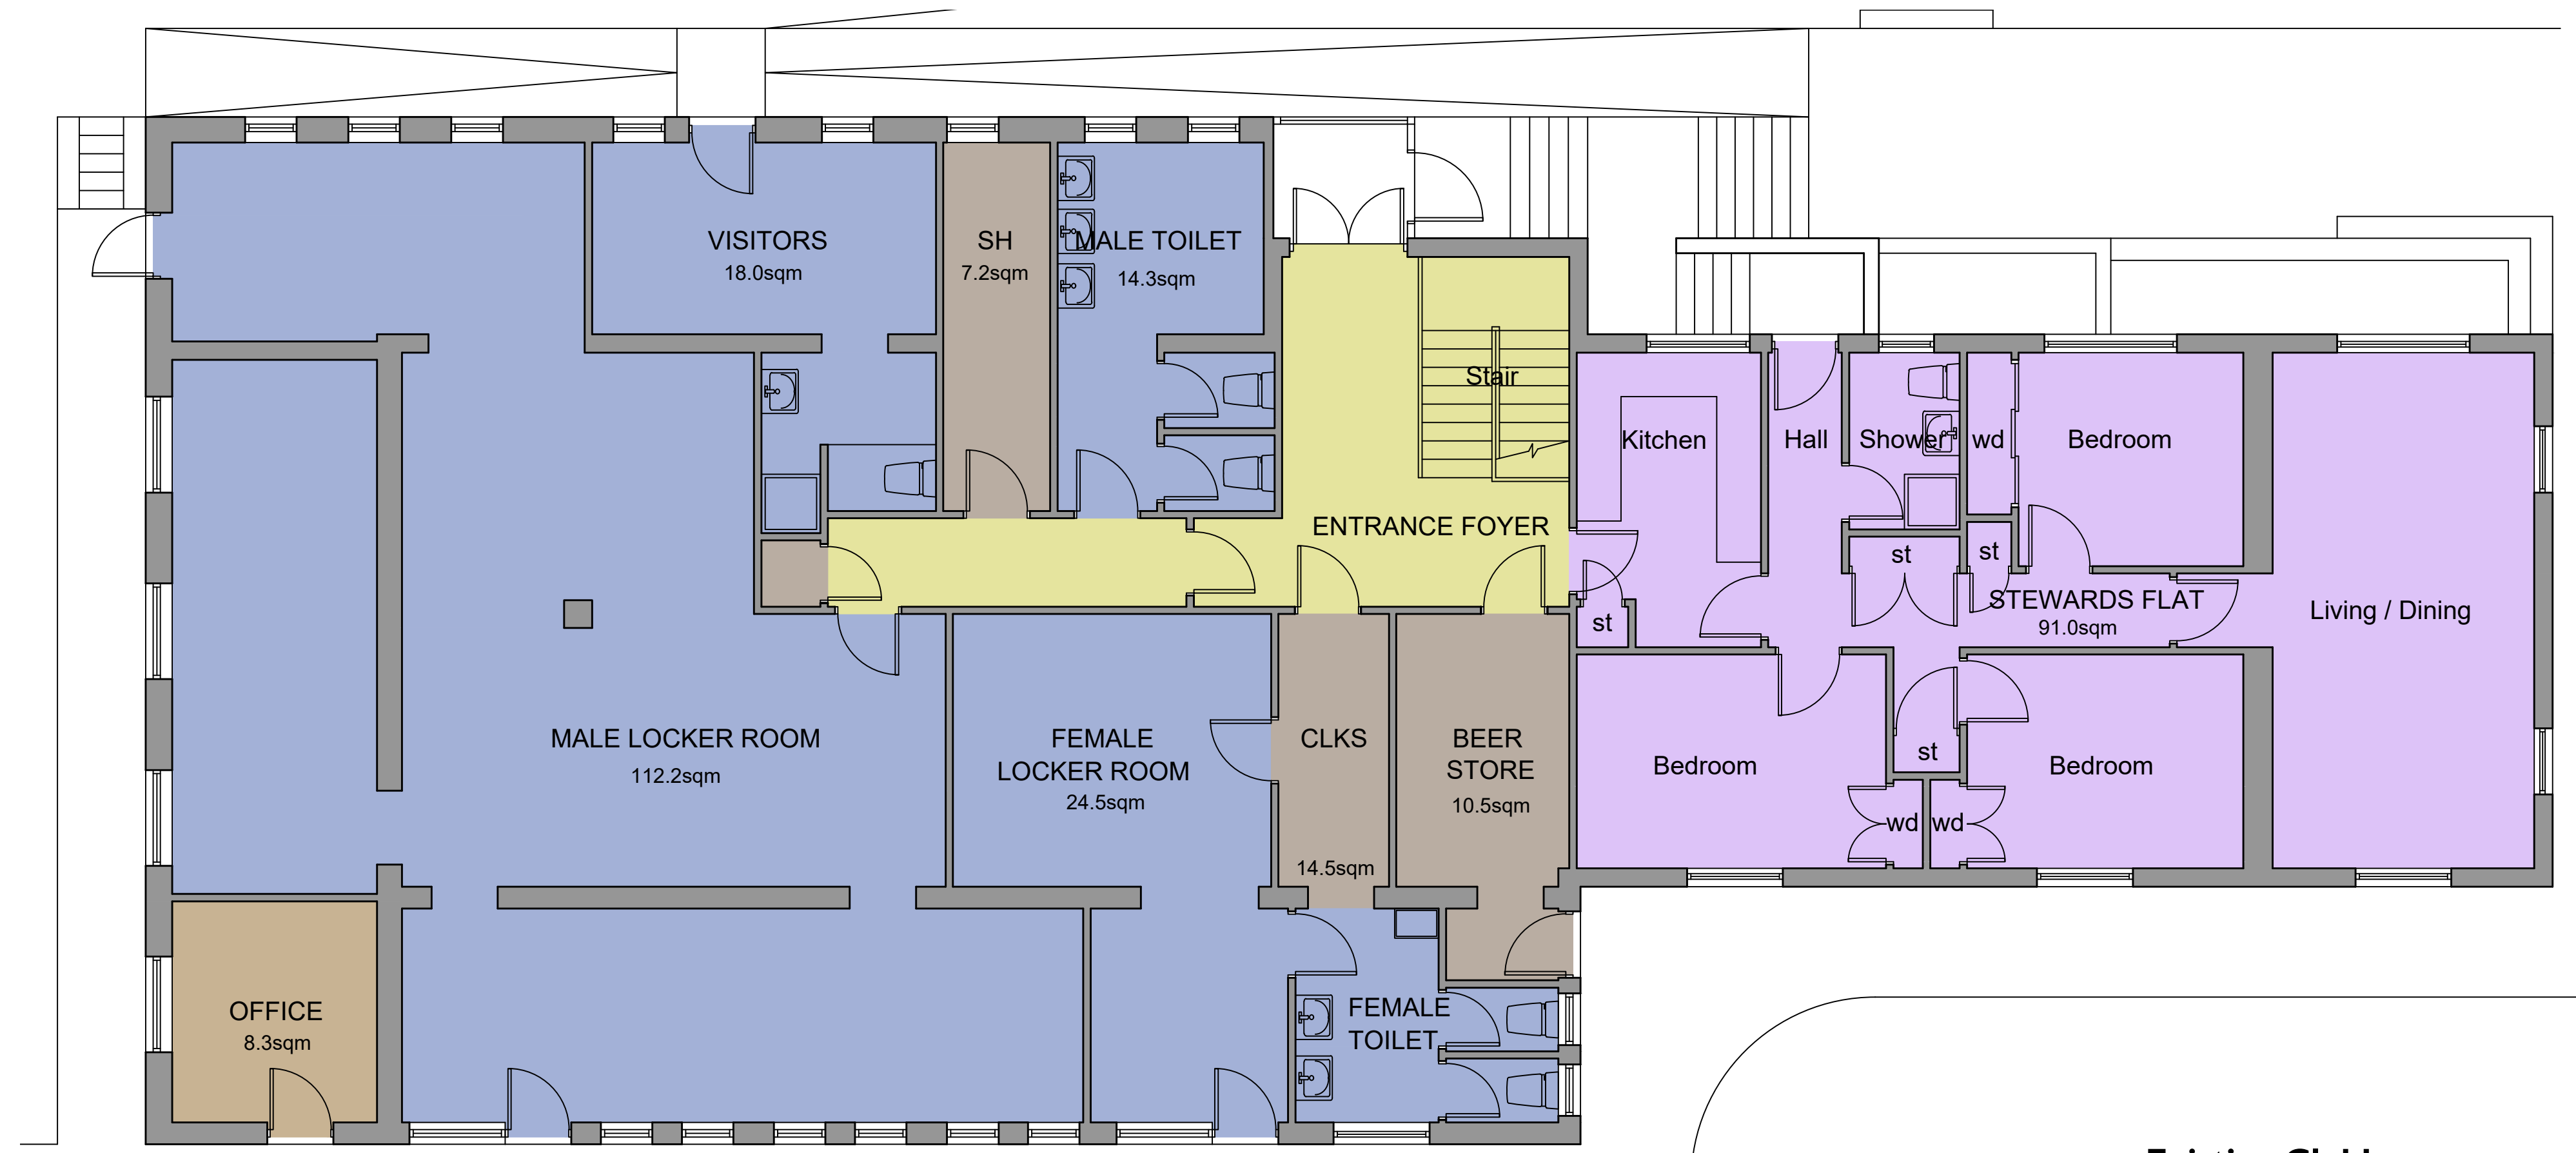 VISITORS
18.0sqm
SH
7.2sqm
MALE TOILET
14.3sqm
Stair
ENTRANCE FOYER
Kitchen
Hall
Shower
wd
Bedroom
st
st
st
STEWARDS FLAT
91.0sqm
Living / Dining
MALE LOCKER ROOM
112.2sqm
FEMALE
LOCKER ROOM
24.5sqm
CLKS
14.5sqm
BEER
STORE
10.5sqm
Bedroom
st
Bedroom
wd
wd
OFFICE
8.3sqm
FEMALE
TOILET